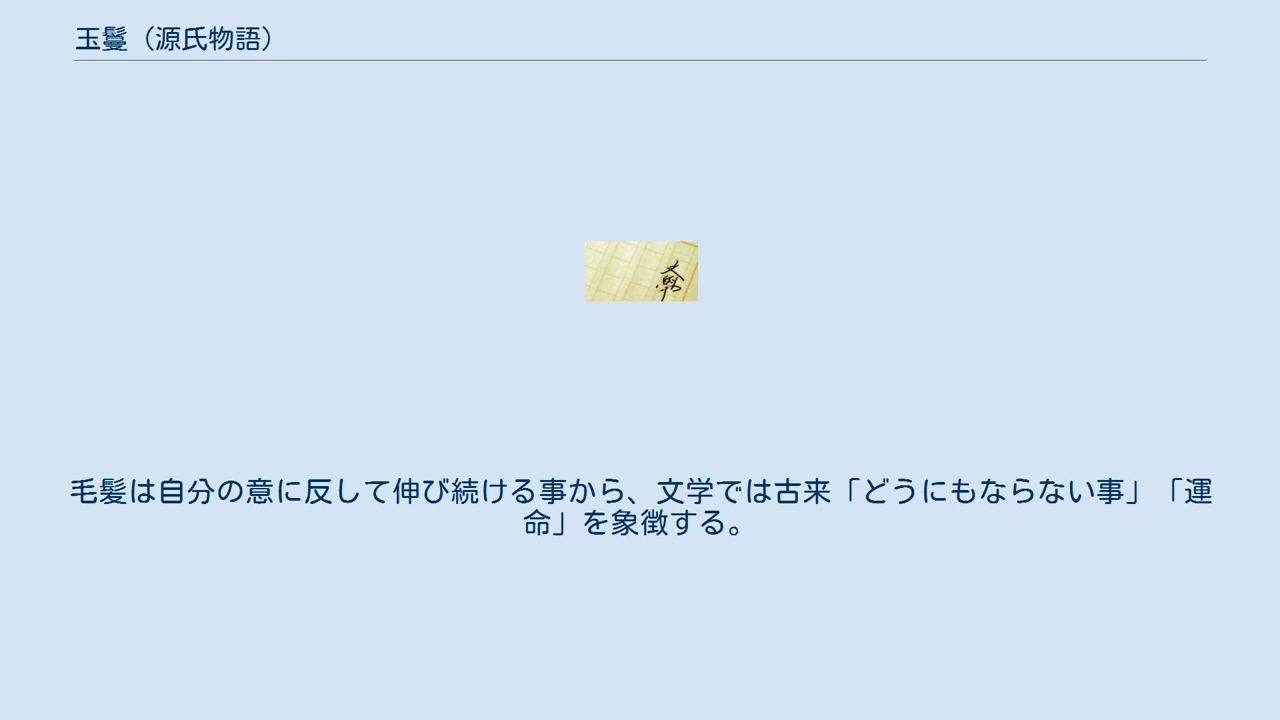 玉鬘（源氏物語）
毛髪は自分の意に反して伸び続ける事から、文学では古来「どうにもならない事」「運
命」を象徴する。